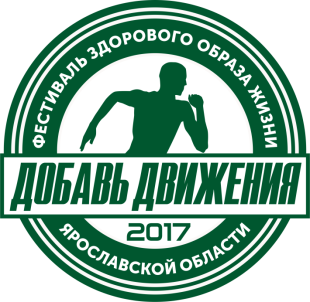 ФЕСТИВАЛЬ ЗДОРОВОГО ОБРАЗА ЖИЗНИ
ДОБАВЬ ДВИЖЕНИЯ
2017
ЯРОСЛАВСКОЙ ОБЛАСТИ